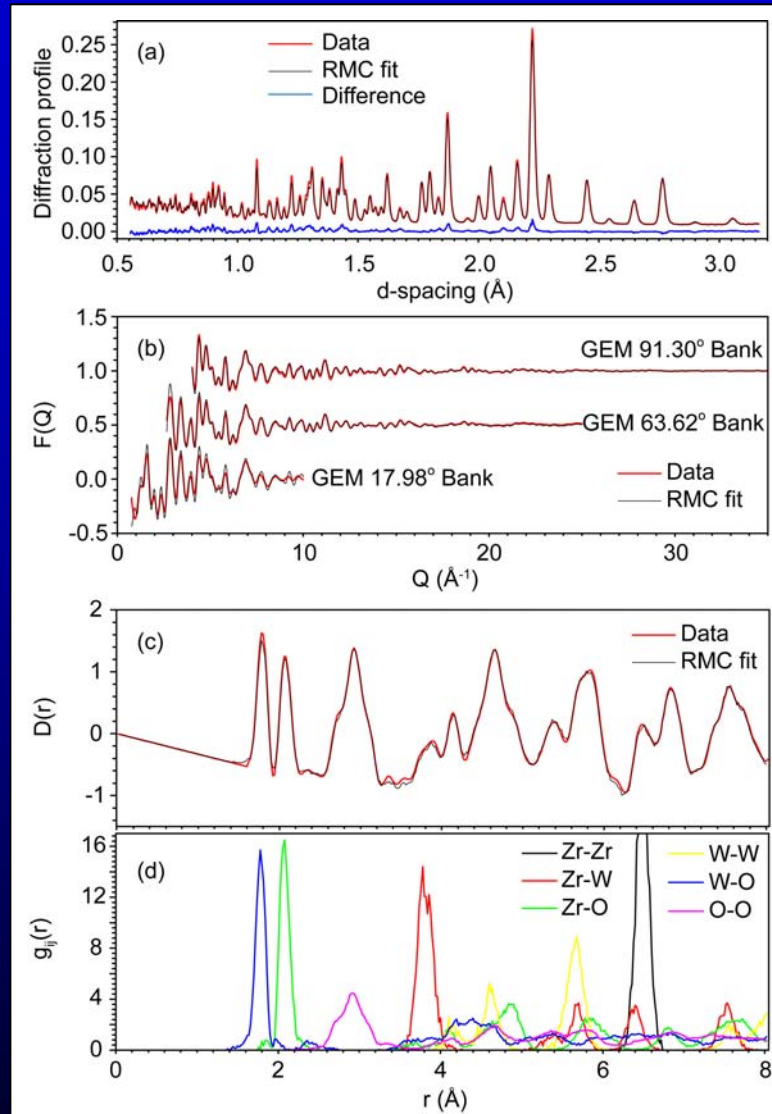 (a)
Data
RMC fit
Difference
Diffraction profile
0.25
0.20
0.15
0.10
0.05
0.00
0.5 1.0 1.5 2.0 2.5 3.0
d-spacing (Å)
(b)
GEM 91.30° Bank
GEM 63.62° Bank
GEM 17.98° Bank
Data
RMC fit
F(Q)
1.5
1.0
0.5
0.0
-0.5
0 10 20 30
Q (Å⁻¹)
(c)
Data
RMC fit
D(r)
2
1
0
-1
(d)
Zr-Zr W-W
Zr-W W-O
Zr-O O-O
gij(r)
16
12
8
4
0
0 2 4 6 8
r (Å)